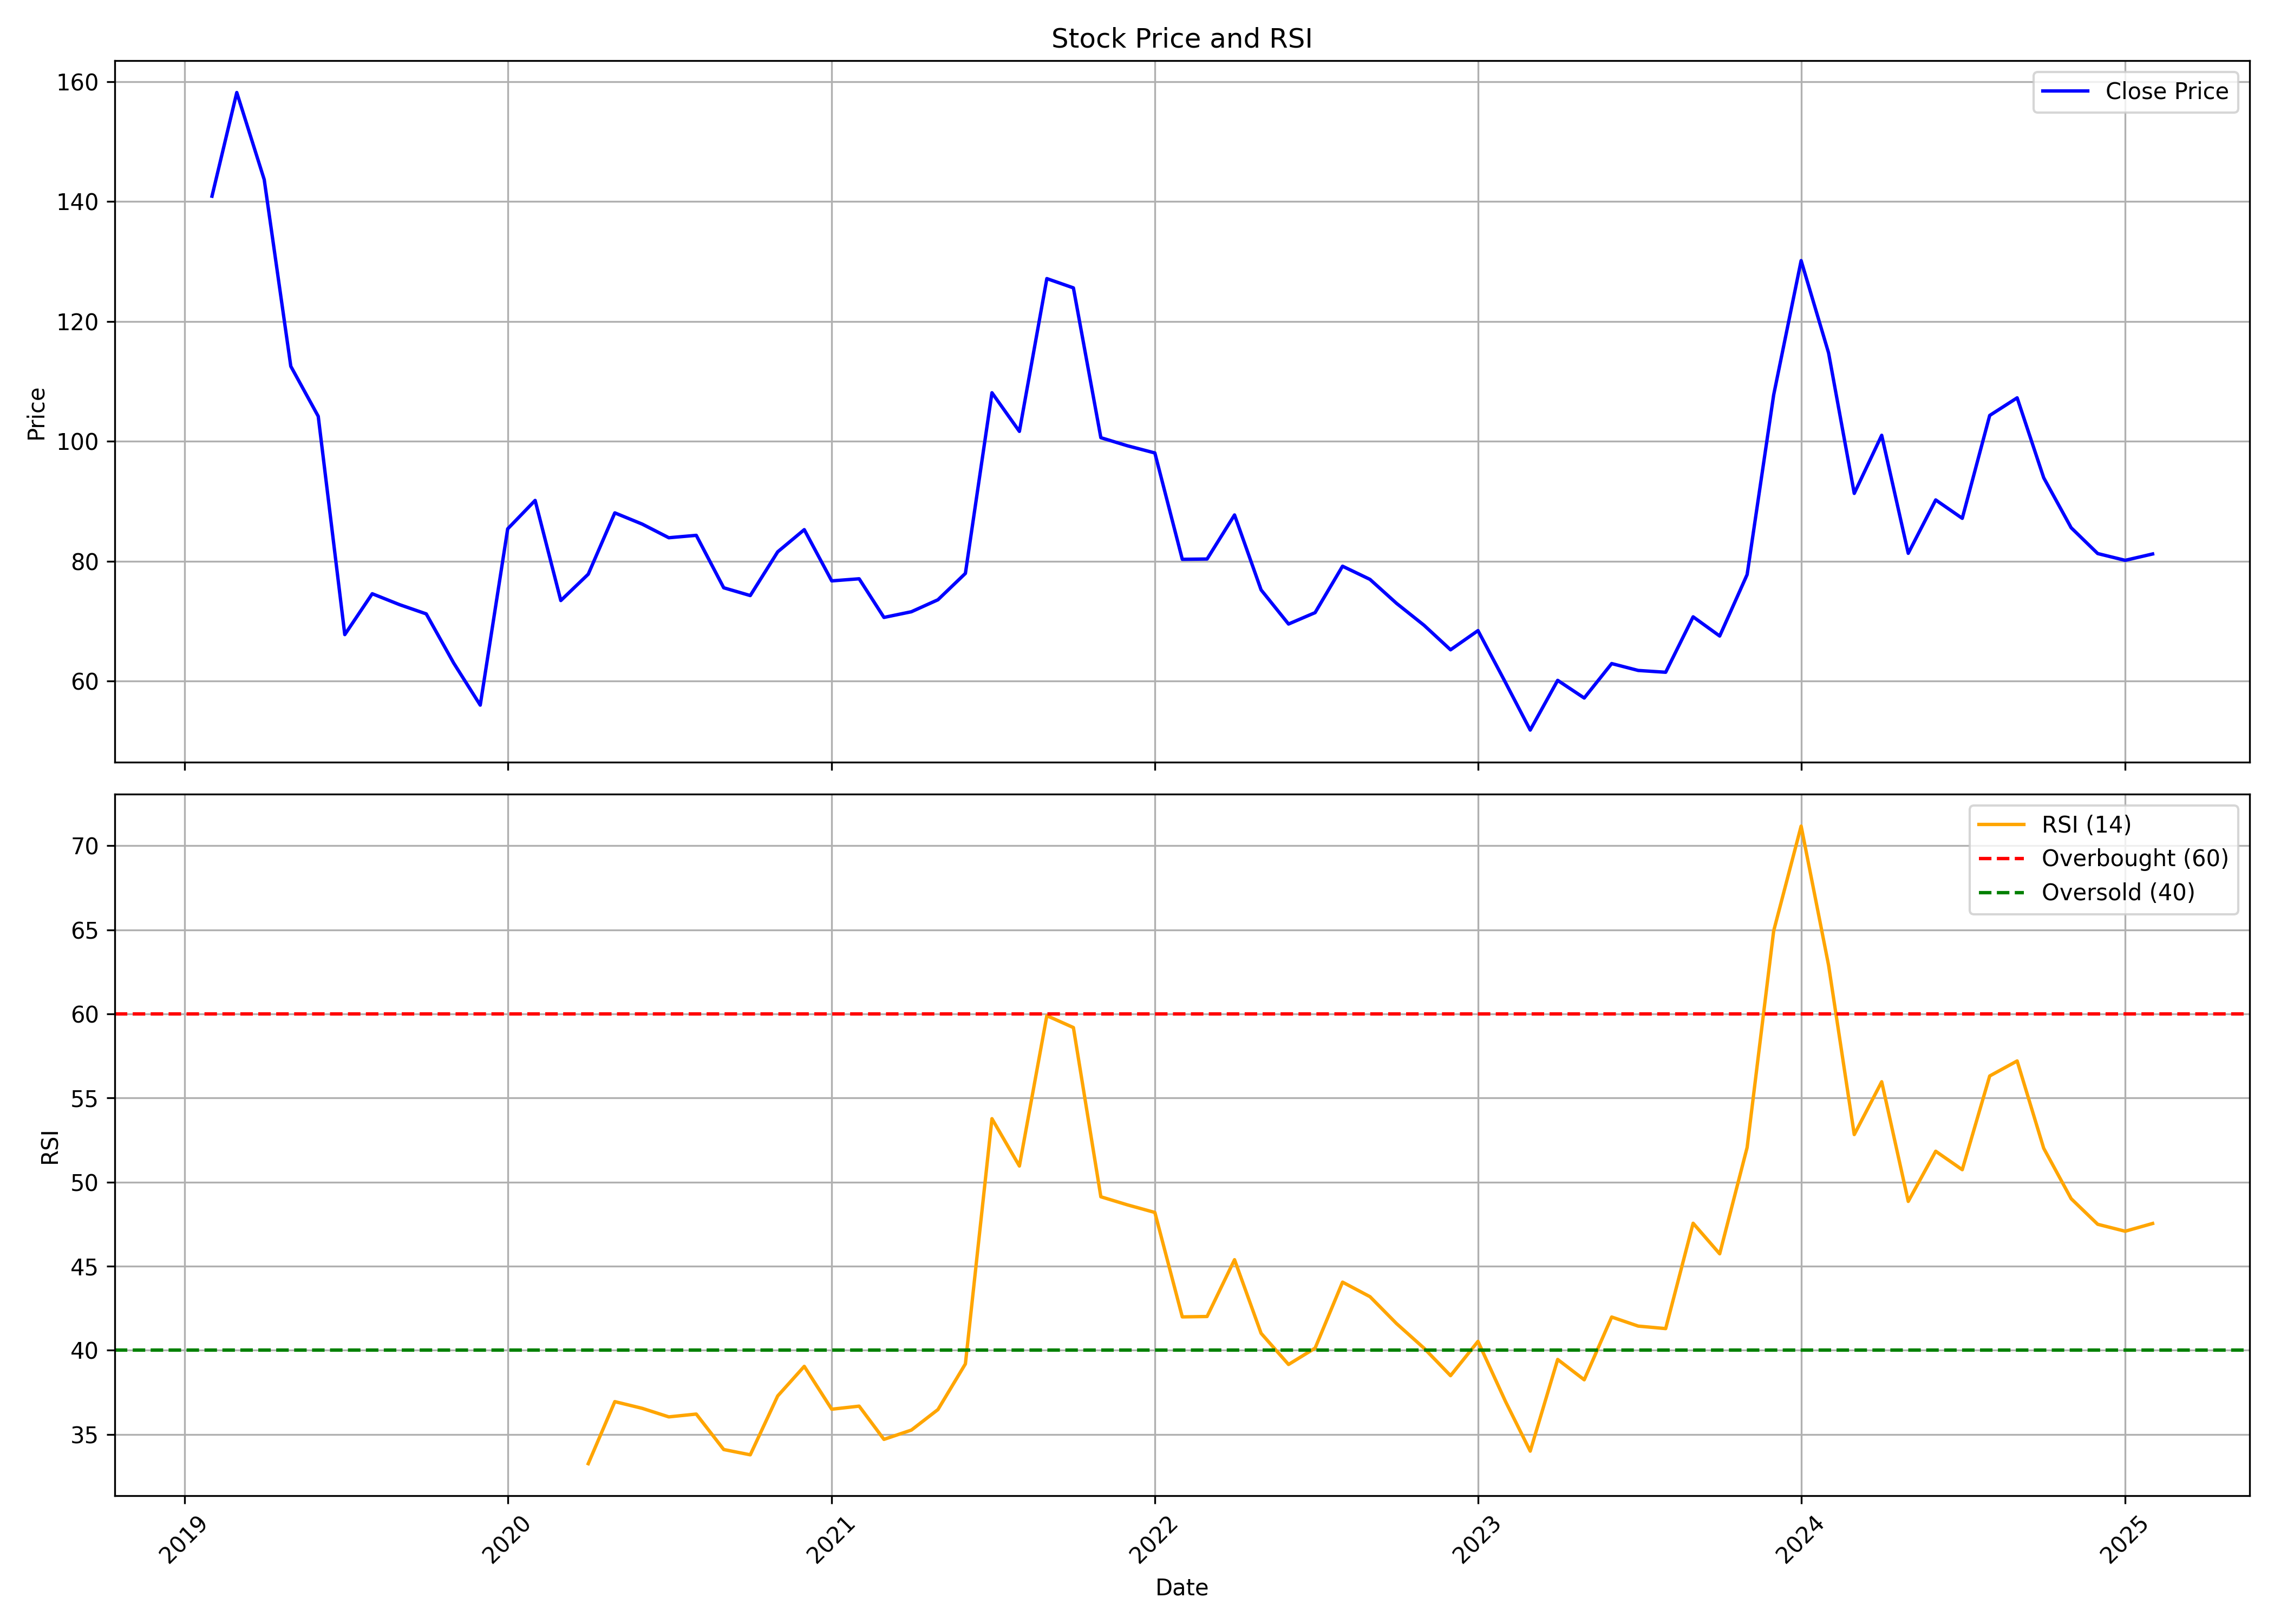 Stock Price and RSI
160
140
120
100
80
60
Price
Close Price
70
65
60
55
50
45
40
35
RSI
RSI (14)
Overbought (60)
Oversold (40)
2019
2020
2021
2022
2023
2024
2025
Date